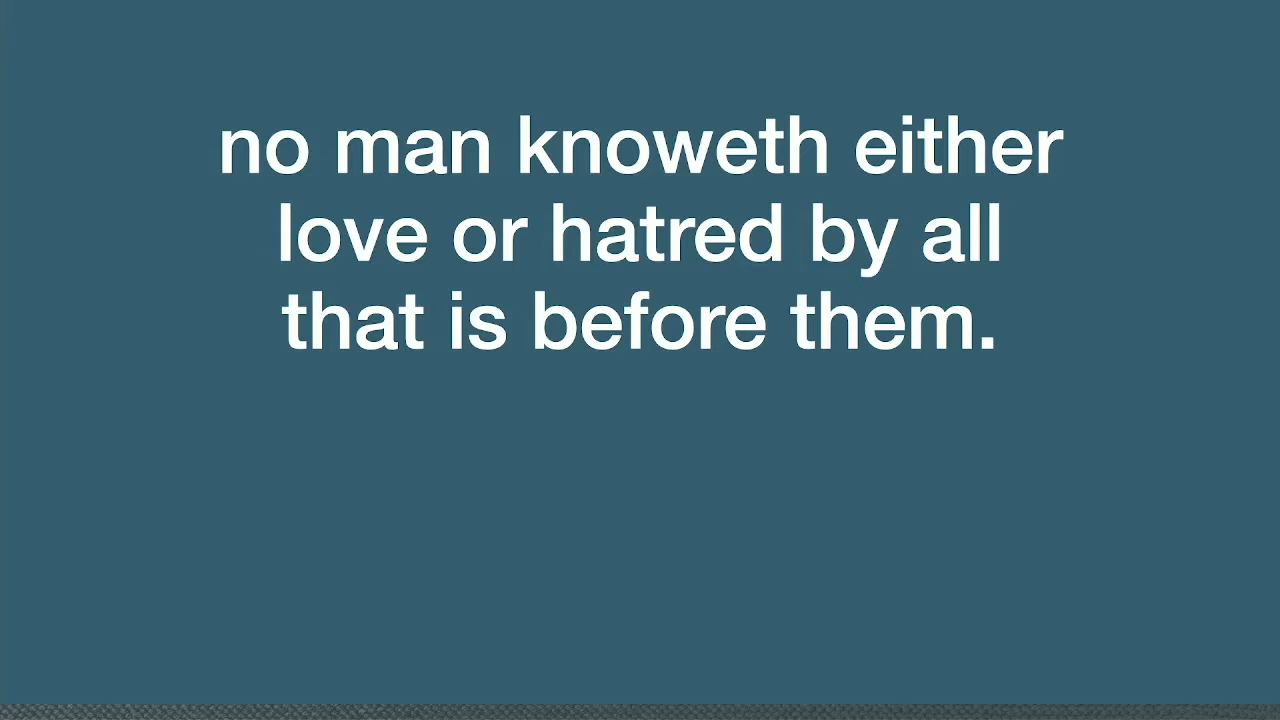 no man knoweth either
love or hatred by all
that is before them.